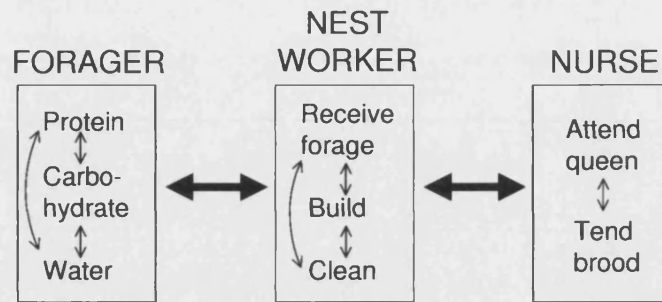 FORAGER
Protein
Carbo-
hydrate
Water
NEST
WORKER
Receive
forage
Build
Clean
NURSE
Attend
queen
Tend
brood